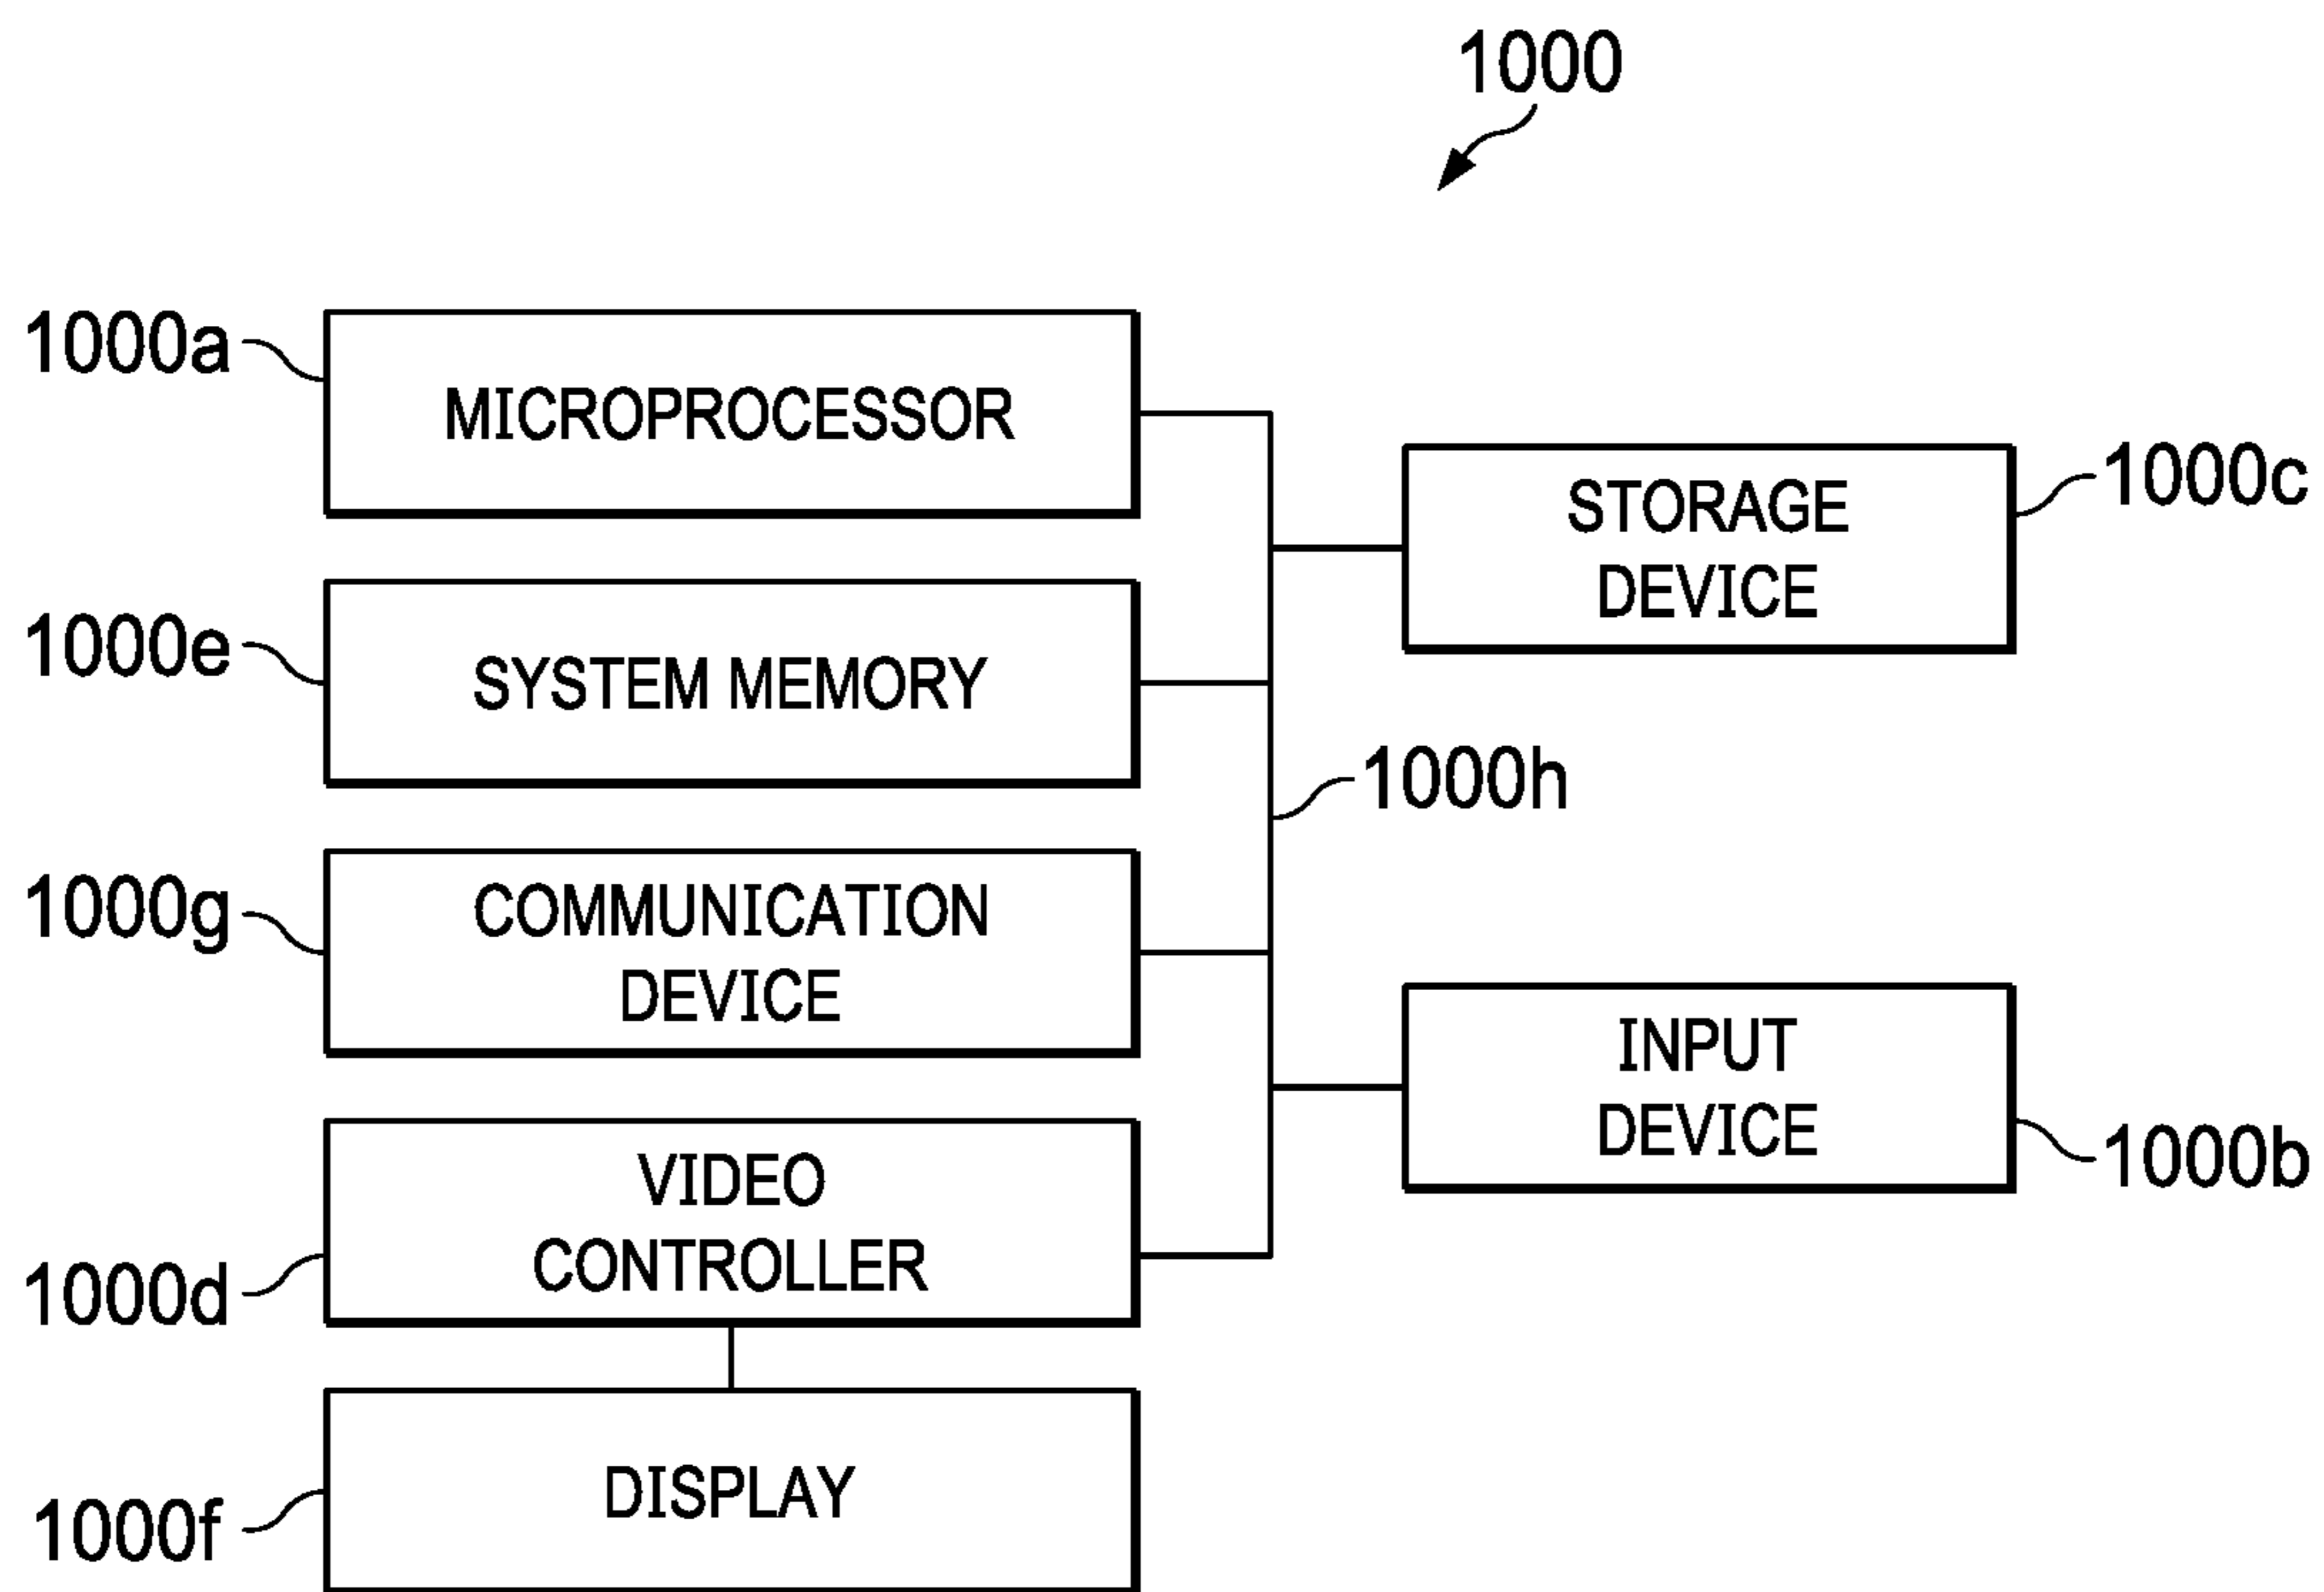 1000
1000a
MICROPROCESSOR
STORAGE
DEVICE
1000c
1000e
SYSTEM MEMORY
1000h
1000g
COMMUNICATION
DEVICE
INPUT
DEVICE
1000b
VIDEO
CONTROLLER
1000d
DISPLAY
1000f